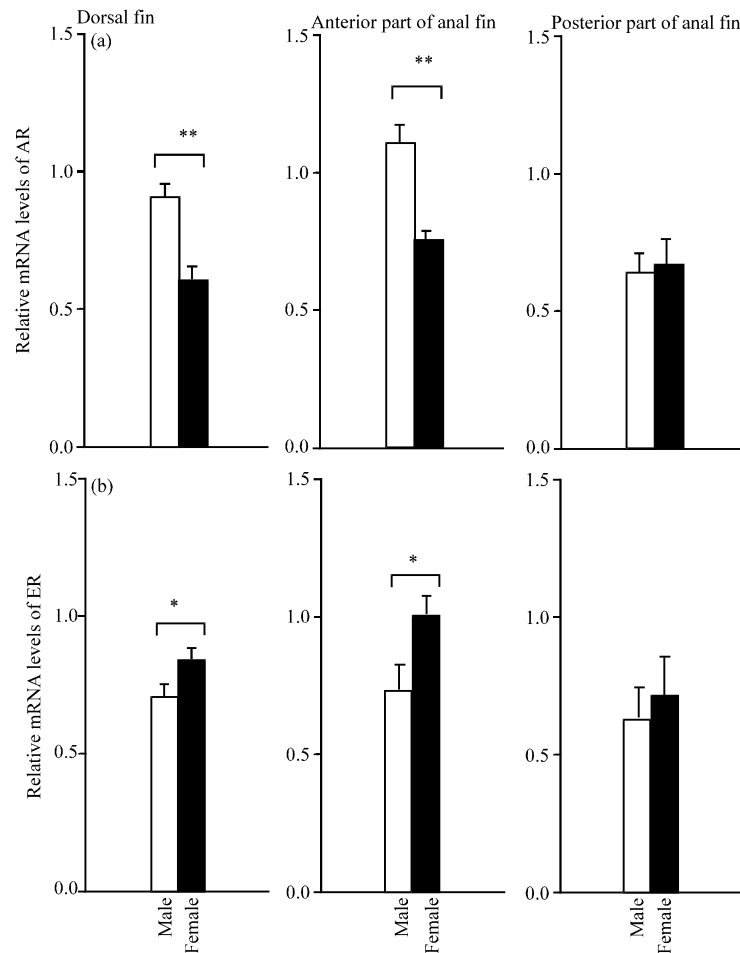 Dorsal fin
Anterior part of anal fin
Posterior part of anal fin
(a)
Relative mRNA levels of AR
1.5
1.0
0.5
0.0
**
1.5
1.0
0.5
0.0
**
1.5
1.0
0.5
0.0
(b)
Relative mRNA levels of ER
1.5
1.0
0.5
0.0
*
Male
Female
1.5
1.0
0.5
0.0
*
Male
Female
1.5
1.0
0.5
0.0
Male
Female